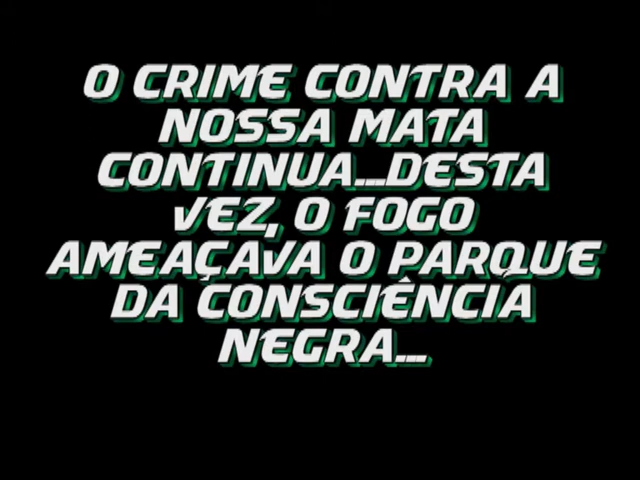 O CRIME CONTRA A
NOSSA MATA
CONTINUA...DESTA
VEZ, O FOGO
AMEAÇAVA O PARQUE
DA CONSCIÊNCIA
NEGRA...